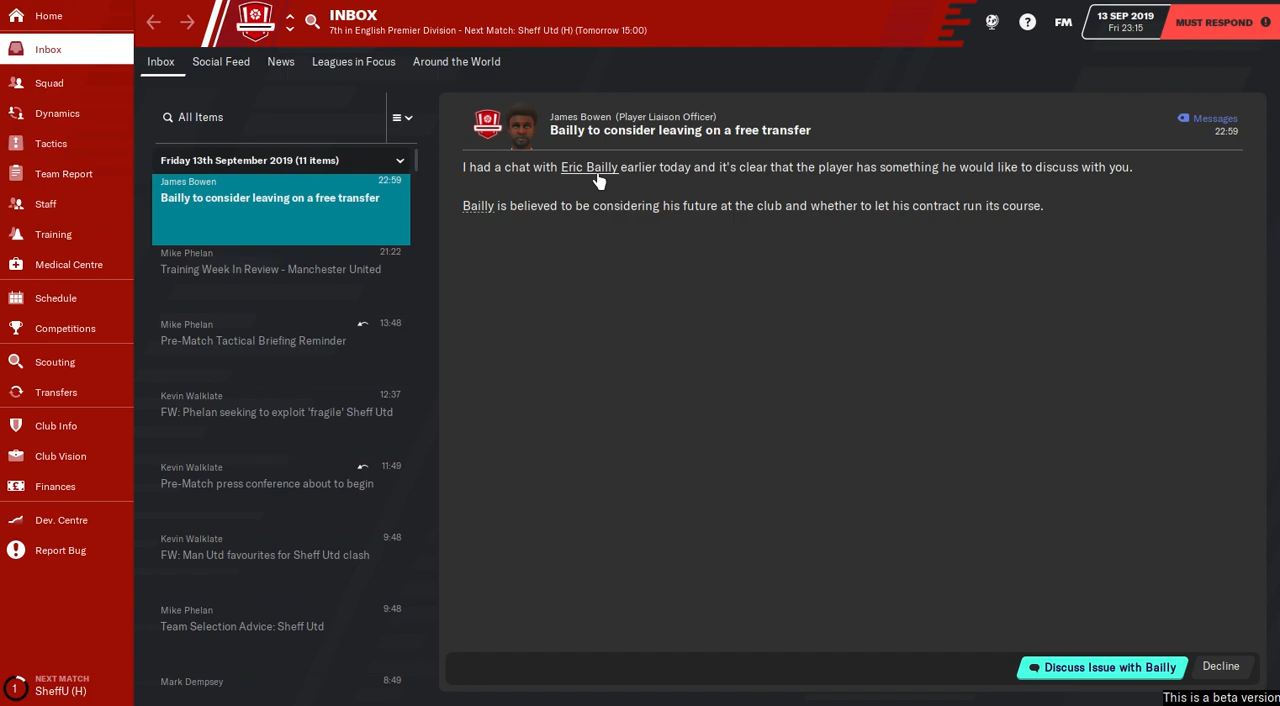 Home
Inbox
Squad
Dynamics
Tactics
Team Report
Staff
Training
Medical Centre
Schedule
Competitions
Scouting
Transfers
Club Info
Club Vision
Finances
Dev. Centre
Report Bug
1
NEXT MATCH
SheffU (H)
INBOX
7th in English Premier Division - Next Match: Sheff Utd (H) (Tomorrow 15:00)
?
FM
13 SEP 2019
Fri 23:15
MUST RESPOND
Inbox Social Feed News Leagues in Focus Around the World
All Items
Friday 13th September 2019 (11 items)
James Bowen 22:59
Bailly to consider leaving on a free transfer
Mike Phelan 21:22
Training Week In Review - Manchester United
Mike Phelan 13:48
Pre-Match Tactical Briefing Reminder
Kevin Walklate 12:37
FW: Phelan seeking to exploit 'fragile' Sheff Utd
Kevin Walklate 11:49
Pre-Match press conference about to begin
Kevin Walklate 9:48
FW: Man Utd favourites for Sheff Utd clash
Mike Phelan 9:48
Team Selection Advice: Sheff Utd
Mark Dempsey 8:49
James Bowen (Player Liaison Officer)
Bailly to consider leaving on a free transfer
Messages
22:59
I had a chat with Eric Bailly earlier today and it's clear that the player has something he would like to discuss with you.
Bailly is believed to be considering his future at the club and whether to let his contract run its course.
Discuss Issue with Bailly
Decline
This is a beta version